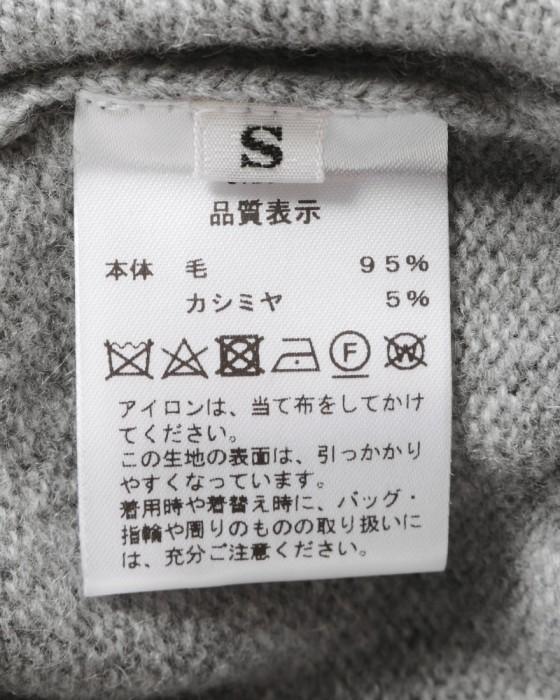 S
品質表示
本体 毛 95%
カシミヤ 5%
F W
アイロンは、当て布をしてかけ
てください。
この生地の表面は、引っかかり
やすくなっています。
着用時や着替え時に、バッグ・
指輪や周りのものの取り扱いに
は、充分ご注意ください。